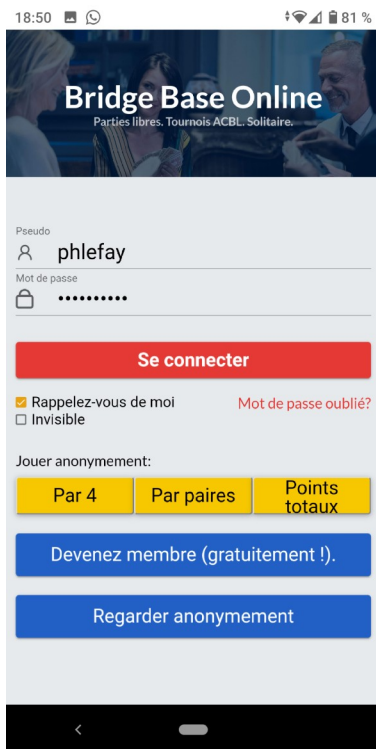 18:50 81 %
Bridge Base Online
Parties libres. Tournois ACBL. Solitaire.
Pseudo
phlefay
Mot de passe
••••••••••
Se connecter
Rappelez-vous de moi Mot de passe oublié?
Invisible
Jouer anonymement:
Par 4 Par paires Points
totaux
Devenez membre (gratuitement !).
Regarder anonymement